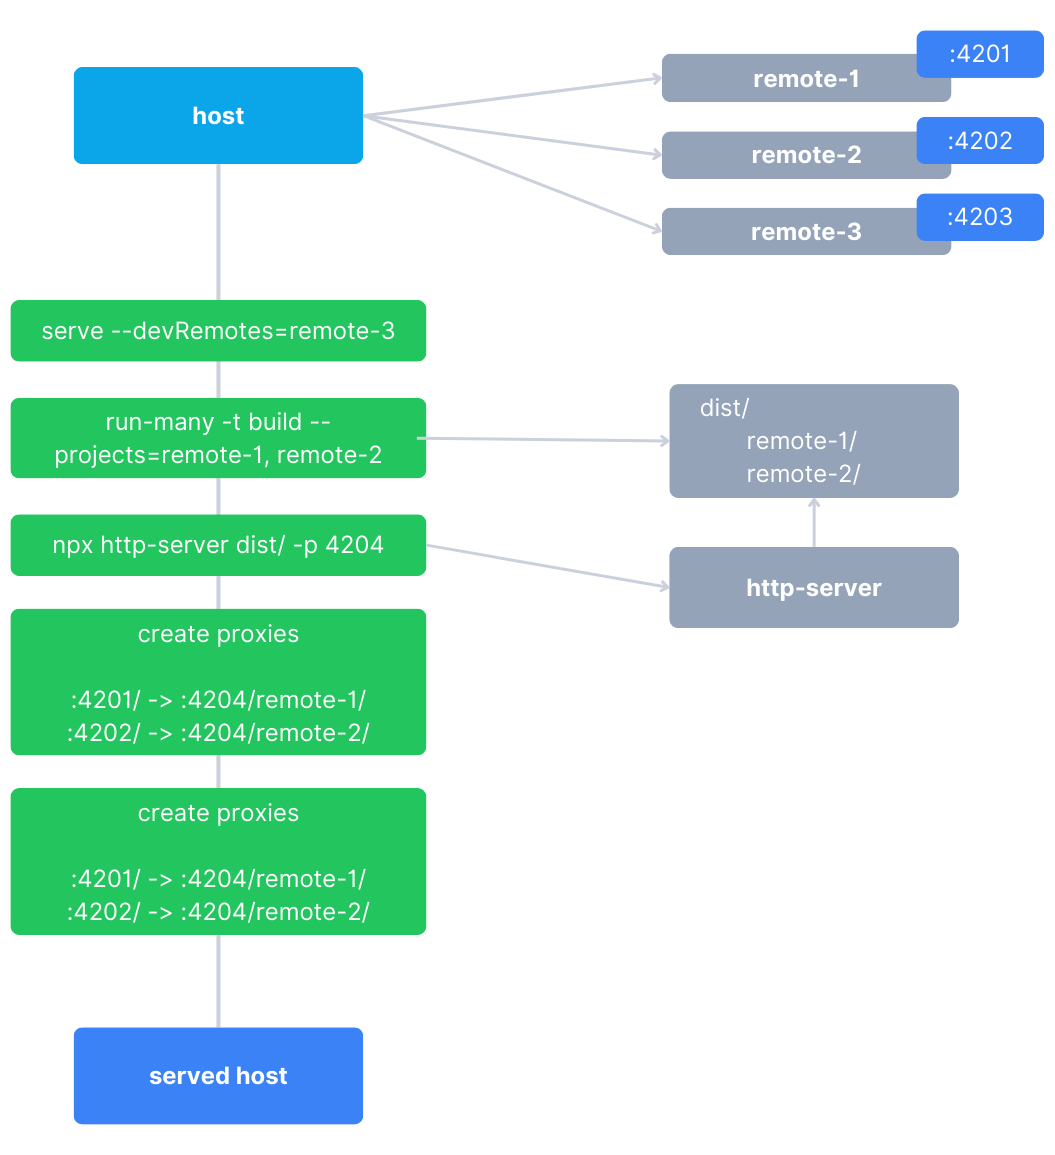 host
remote-1
:4201
remote-2
:4202
remote-3
:4203
serve --devRemotes=remote-3
run-many -t build --
projects=remote-1, remote-2
dist/
remote-1/
remote-2/
npx http-server dist/ -p 4204
http-server
create proxies
:4201/ -> :4204/remote-1/
:4202/ -> :4204/remote-2/
create proxies
:4201/ -> :4204/remote-1/
:4202/ -> :4204/remote-2/
served host